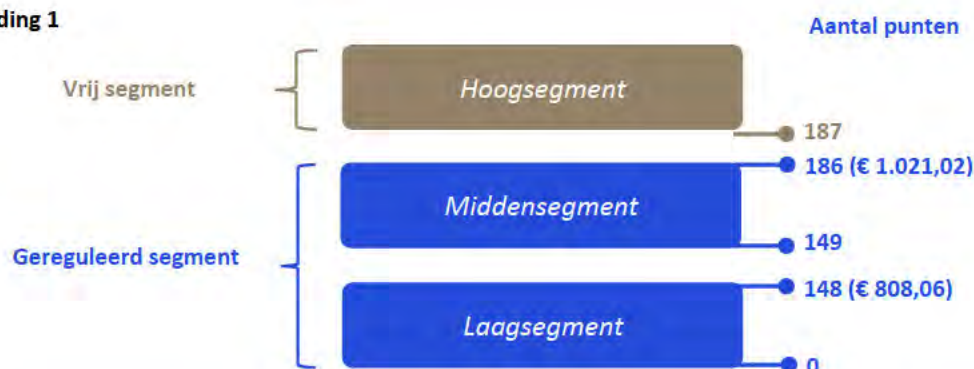 ding 1
Aantal punten
Vrij segment
Hoogsegment
187
186 (€ 1.021,02)
Middensegment
149
Gereguleerd segment
148 (€ 808,06)
Laagsegment
0